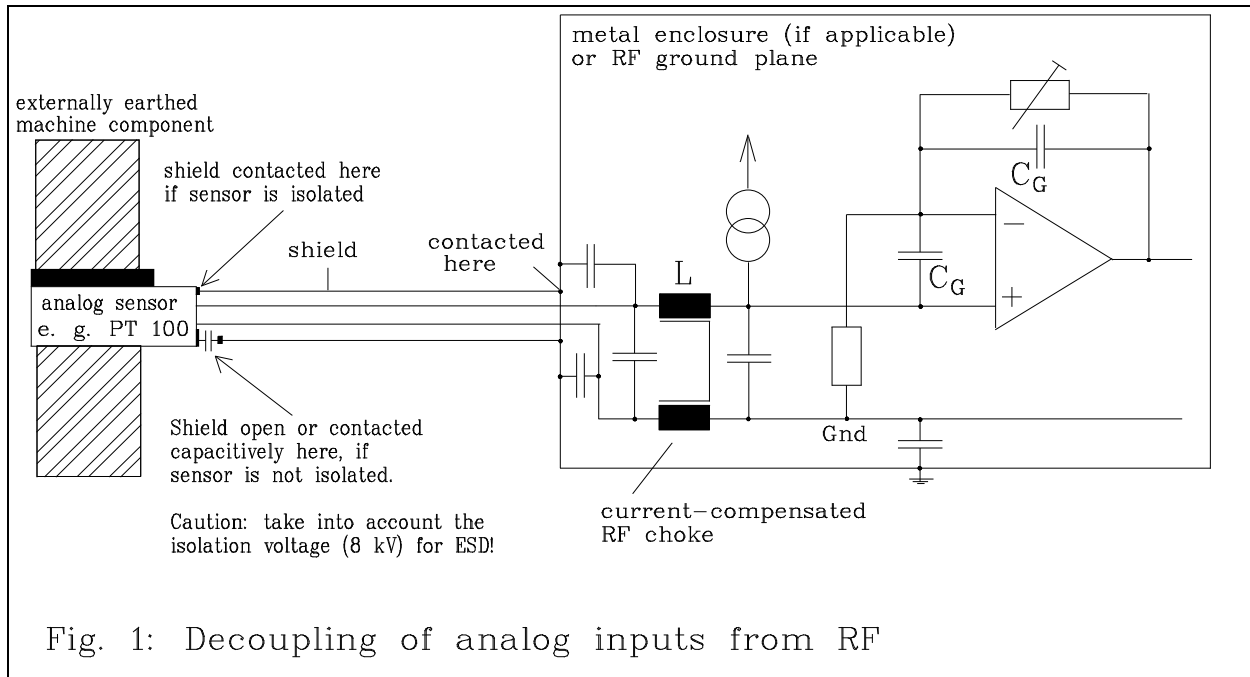 metal enclosure (if applicable)
or RF ground plane
externally earthed
machine component
shield contacted here
if sensor is isolated
shield
contacted
here
L
C_G
C_G
−
+
analog sensor
e. g. PT 100
Gnd
Shield open or contacted
capacitively here, if
sensor is not isolated.
Caution: take into account the
isolation voltage (8 kV) for ESD!
current-compensated
RF choke
Fig. 1: Decoupling of analog inputs from RF